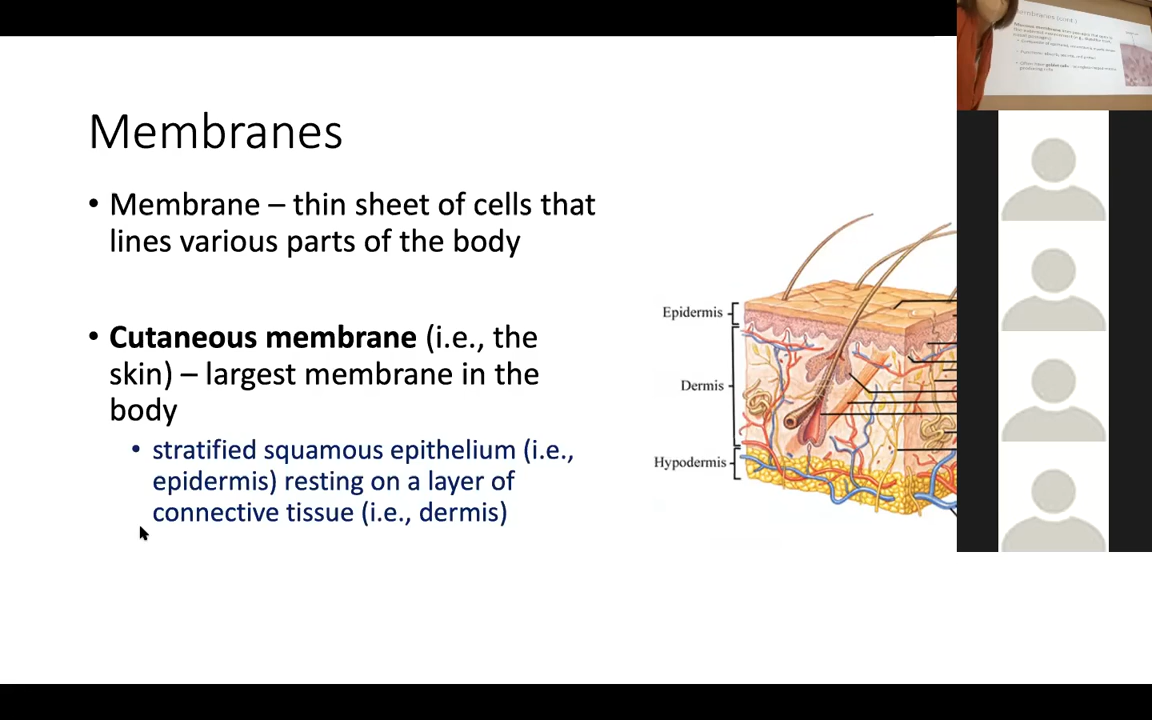 Membranes
• Membrane – thin sheet of cells that
lines various parts of the body
• Cutaneous membrane (i.e., the
skin) – largest membrane in the
body
• stratified squamous epithelium (i.e.,
epidermis) resting on a layer of
connective tissue (i.e., dermis)
Epidermis
Dermis
Hypodermis